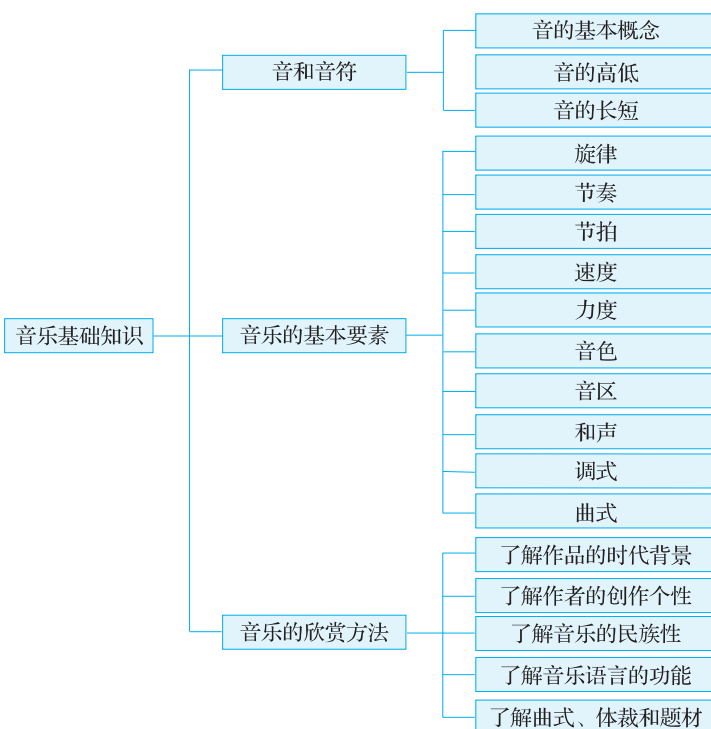 音乐基础知识
音和音符
音的基本概念
音的高低
音的长短
音乐的基本要素
旋律
节奏
节拍
速度
力度
音色
音区
和声
调式
曲式
音乐的欣赏方法
了解作品的时代背景
了解作者的创作个性
了解音乐的民族性
了解音乐语言的功能
了解曲式、体裁和题材